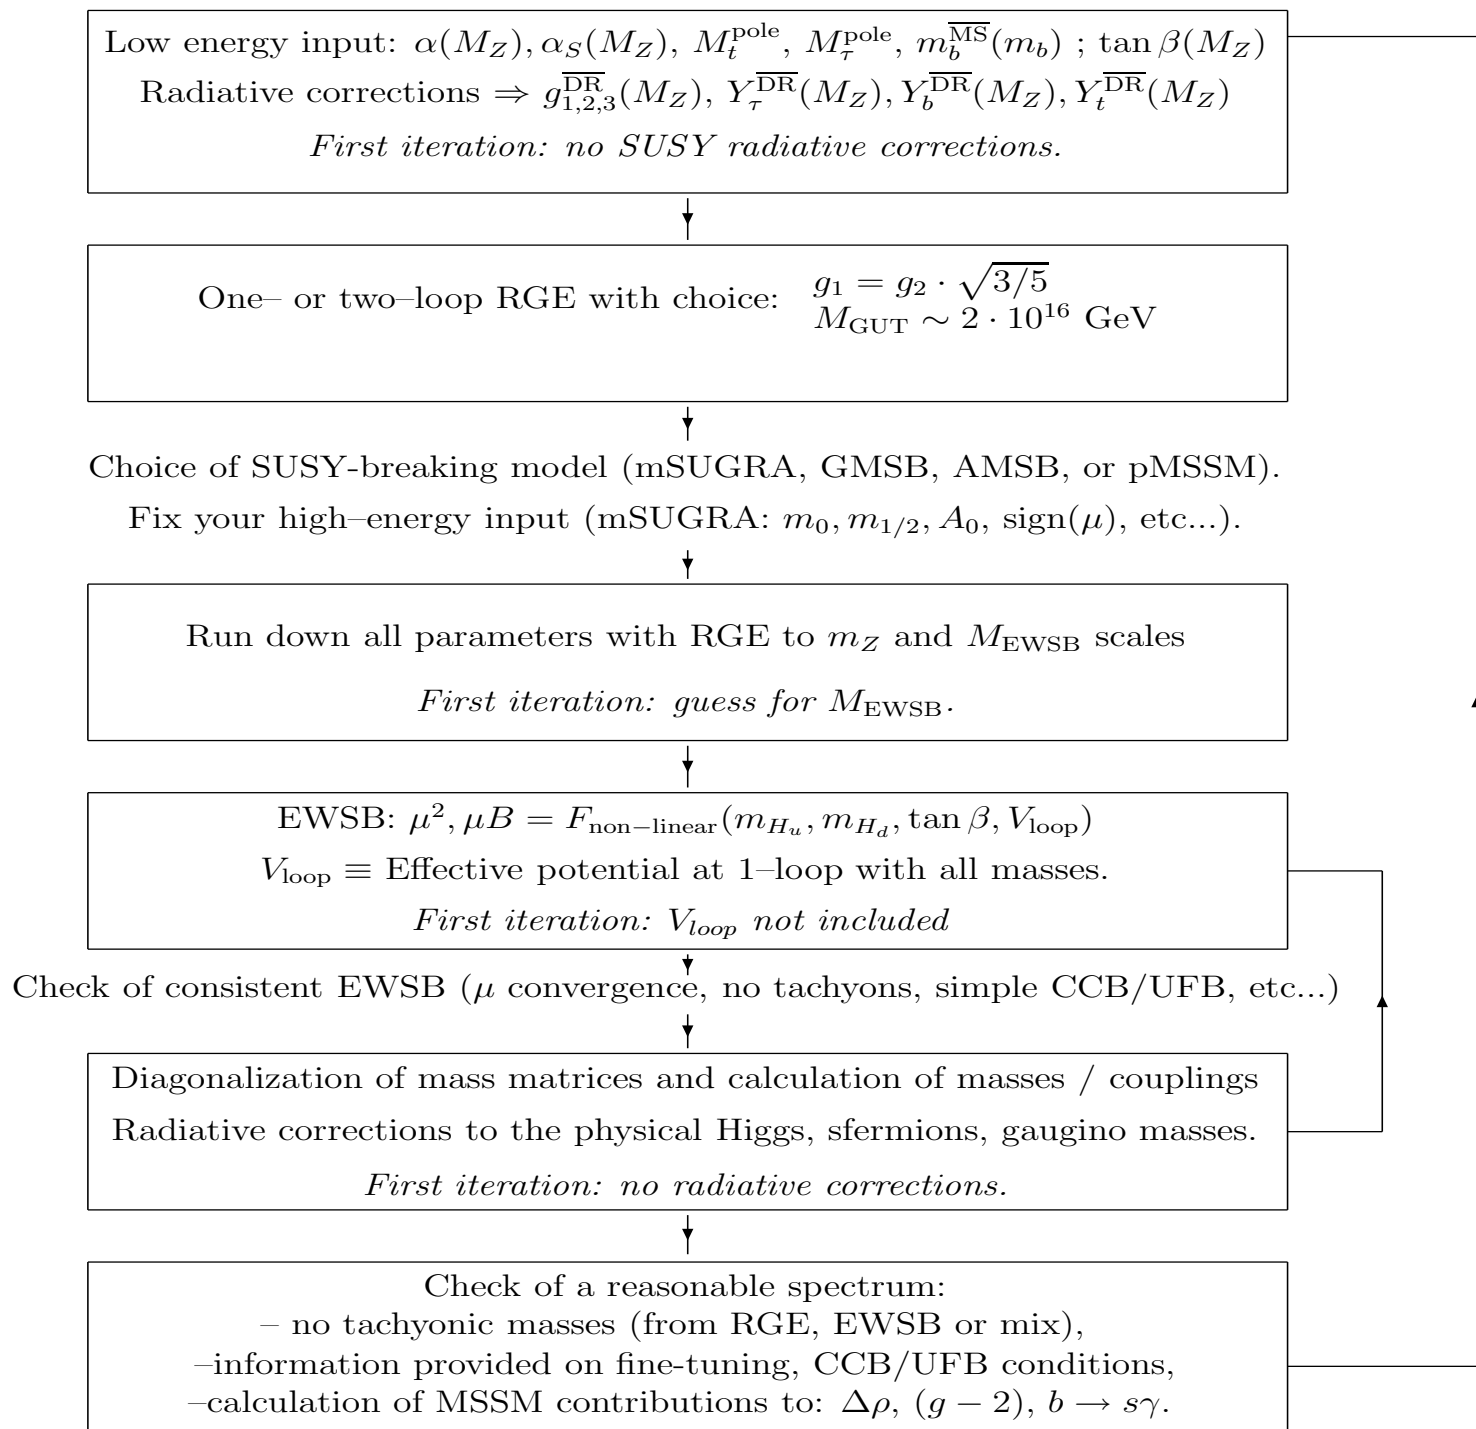 Low energy input: α(M_Z), α_S(M_Z), M_t^pole, M_τ^pole, m_b^{\overline{MS}}(m_b) ; tan β(M_Z)
Radiative corrections ⇒ g_{1,2,3}^{\overline{DR}}(M_Z), Y_τ^{\overline{DR}}(M_Z), Y_b^{\overline{DR}}(M_Z), Y_t^{\overline{DR}}(M_Z)
First iteration: no SUSY radiative corrections.
One– or two–loop RGE with choice: g_1 = g_2 · √(3/5)
M_GUT ∼ 2 · 10^16 GeV
Choice of SUSY-breaking model (mSUGRA, GMSB, AMSB, or pMSSM).
Fix your high–energy input (mSUGRA: m_0, m_{1/2}, A_0, sign(μ), etc...).
Run down all parameters with RGE to m_Z and M_EWSB scales
First iteration: guess for M_EWSB.
EWSB: μ^2, μB = F_{non−linear}(m_{H_u}, m_{H_d}, tan β, V_loop)
V_loop ≡ Effective potential at 1–loop with all masses.
First iteration: V_loop not included
Check of consistent EWSB (μ convergence, no tachyons, simple CCB/UFB, etc...)
Diagonalization of mass matrices and calculation of masses / couplings
Radiative corrections to the physical Higgs, sfermions, gaugino masses.
First iteration: no radiative corrections.
Check of a reasonable spectrum:
– no tachyonic masses (from RGE, EWSB or mix),
–information provided on fine-tuning, CCB/UFB conditions,
–calculation of MSSM contributions to: Δρ, (g − 2), b → sγ.